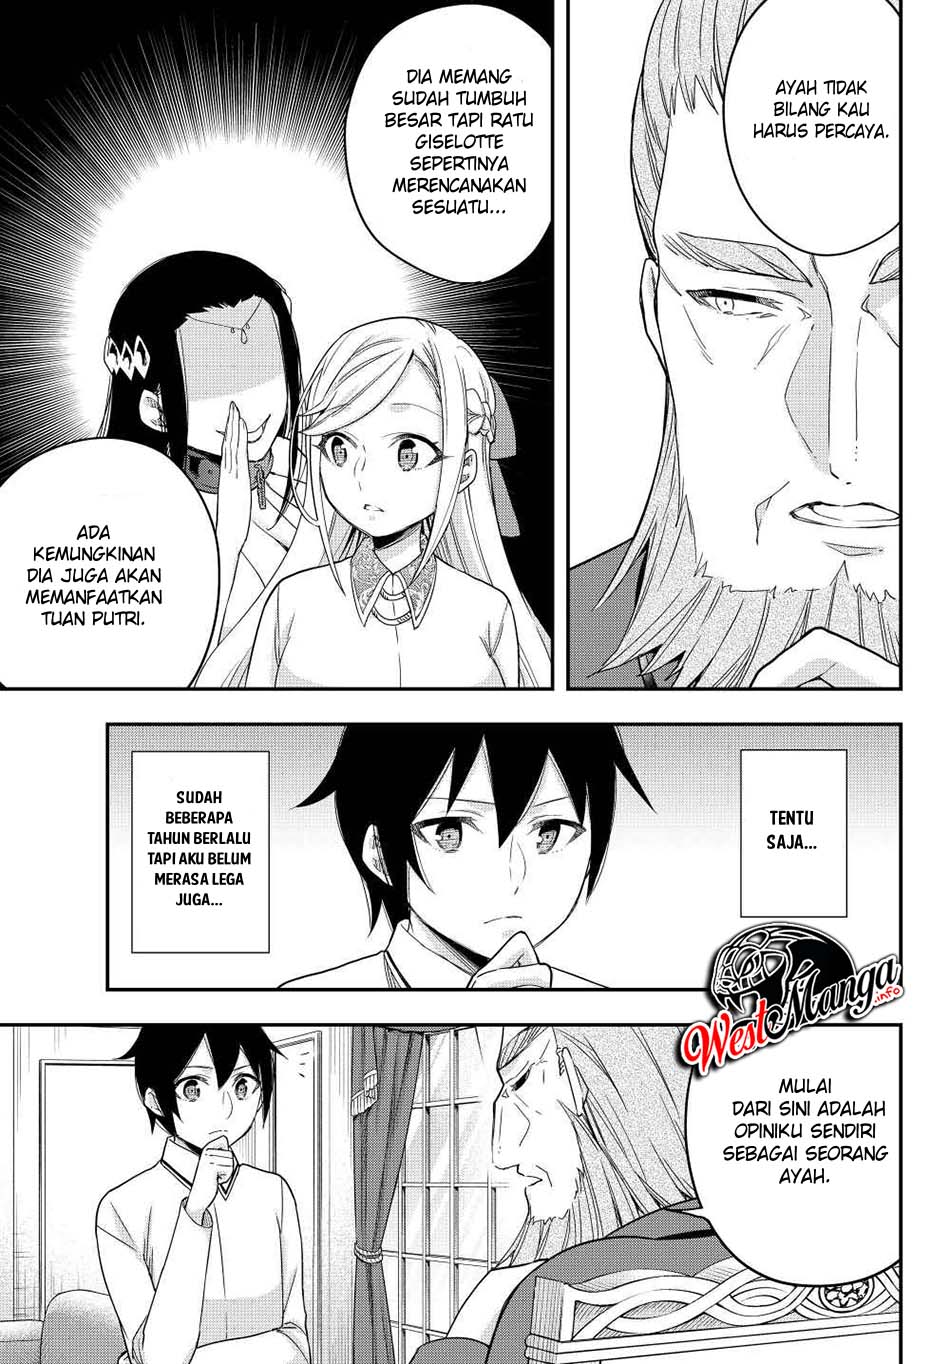 AYAH TIDAK
BILANG KAU
HARUS PERCAYA.
DIA MEMANG
SUDAH TUMBUH
BESAR TAPI RATU
GISELOTTE
SEPERTINYA
MERENCANAKAN
SESUATU...
ADA
KEMUNGKINAN
DIA JUGA AKAN
MEMANFAATKAN
TUAN PUTRI.
TENTU
SAJA...
SUDAH
BEBERAPA
TAHUN BERLALU
TAPI AKU BELUM
MERASA LEGA
JUGA...
WestManga
.info
MULAI
DARI SINI ADALAH
OPINIKU SENDIRI
SEBAGAI SEORANG
AYAH.